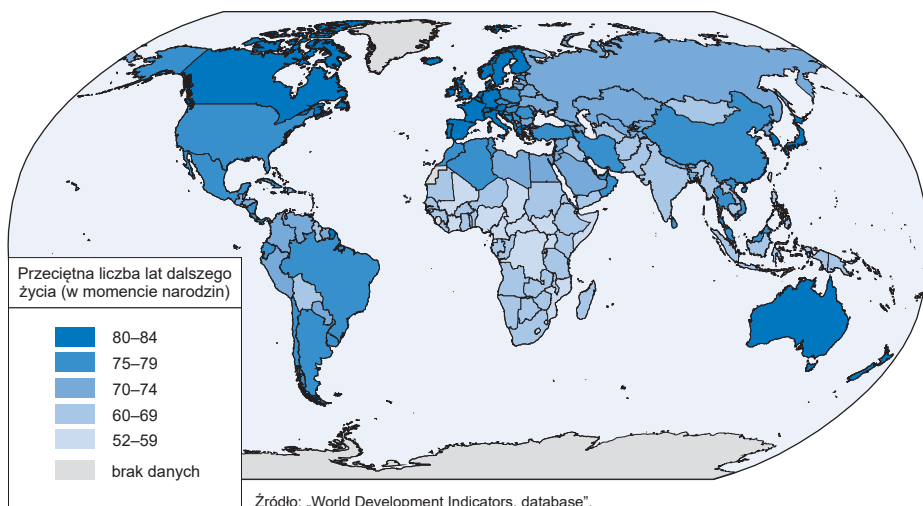 Przeciętna liczba lat dalszego
życia (w momencie narodzin)
80–84
75–79
70–74
60–69
52–59
brak danych
Źródło: „World Development Indicators, database”.